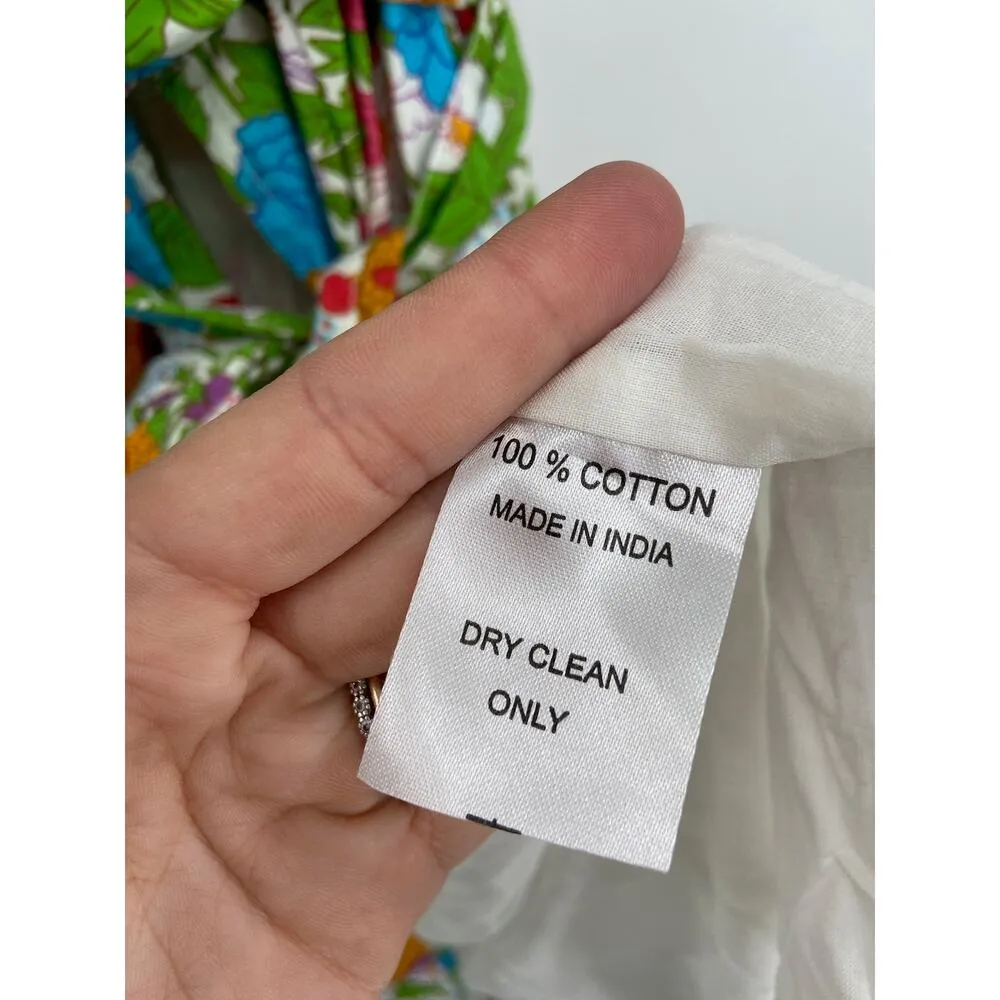 100 % COTTON
MADE IN INDIA
DRY CLEAN
ONLY